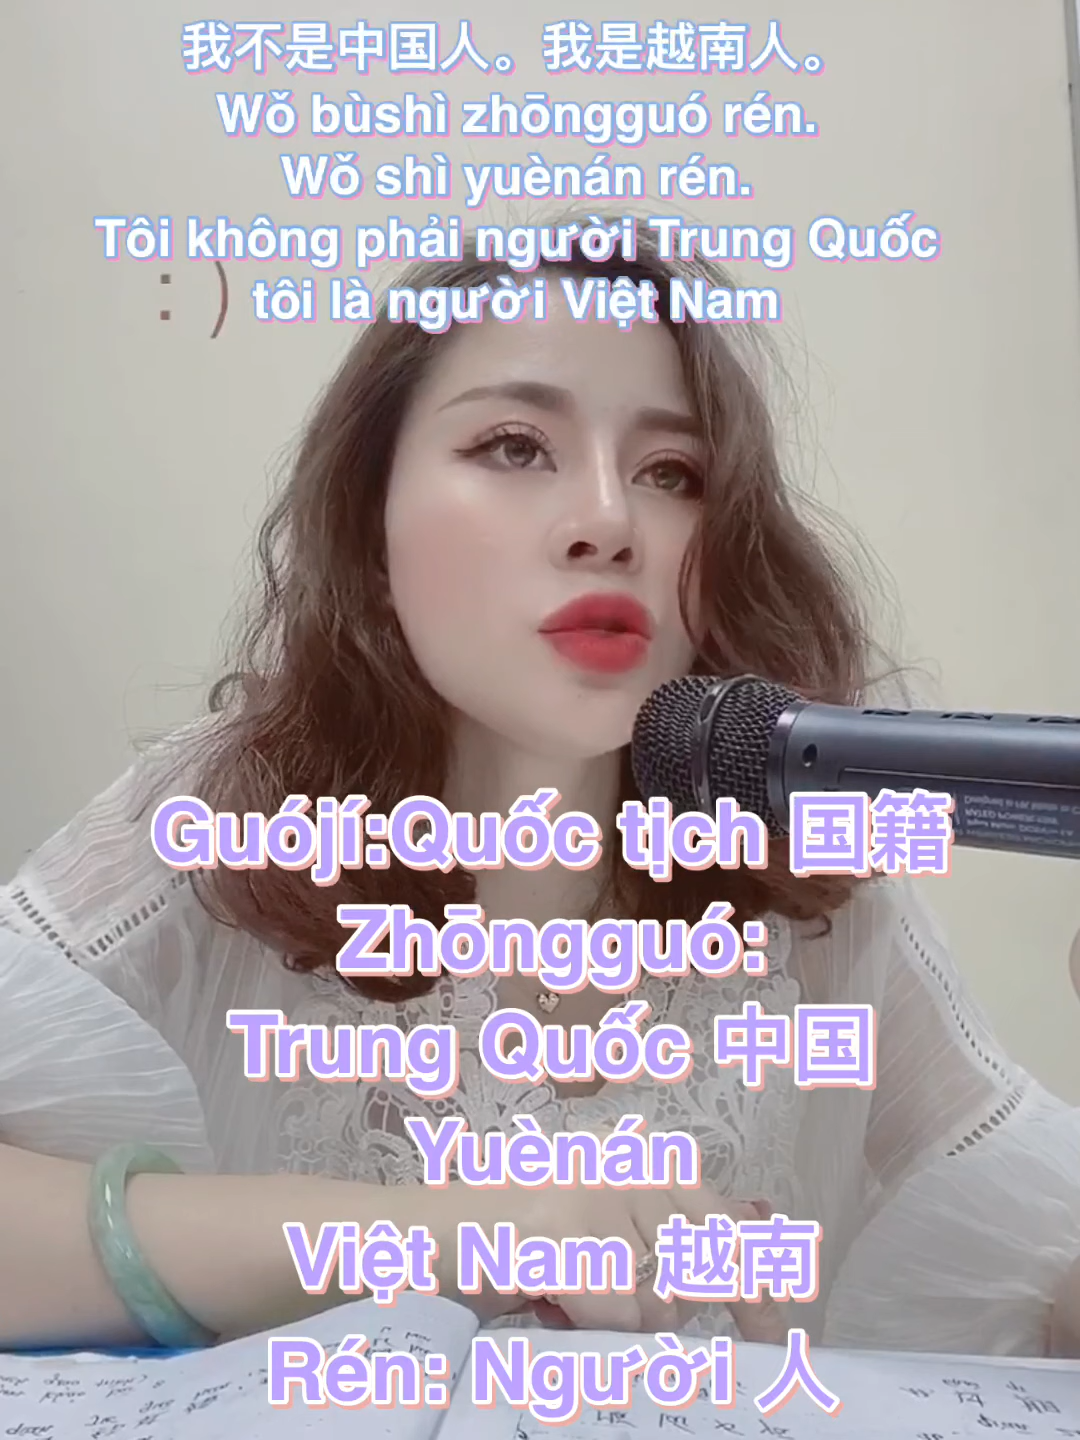 我不是中国人。我是越南人。
Wǒ bùshì zhōngguó rén.
Wǒ shì yuènán rén.
Tôi không phải người Trung Quốc
: )
tôi là người Việt Nam
Guójí:Quốc tịch 国籍
Zhōngguó:
Trung Quốc 中国
Yuènán
Việt Nam 越南
Rén: Người 人